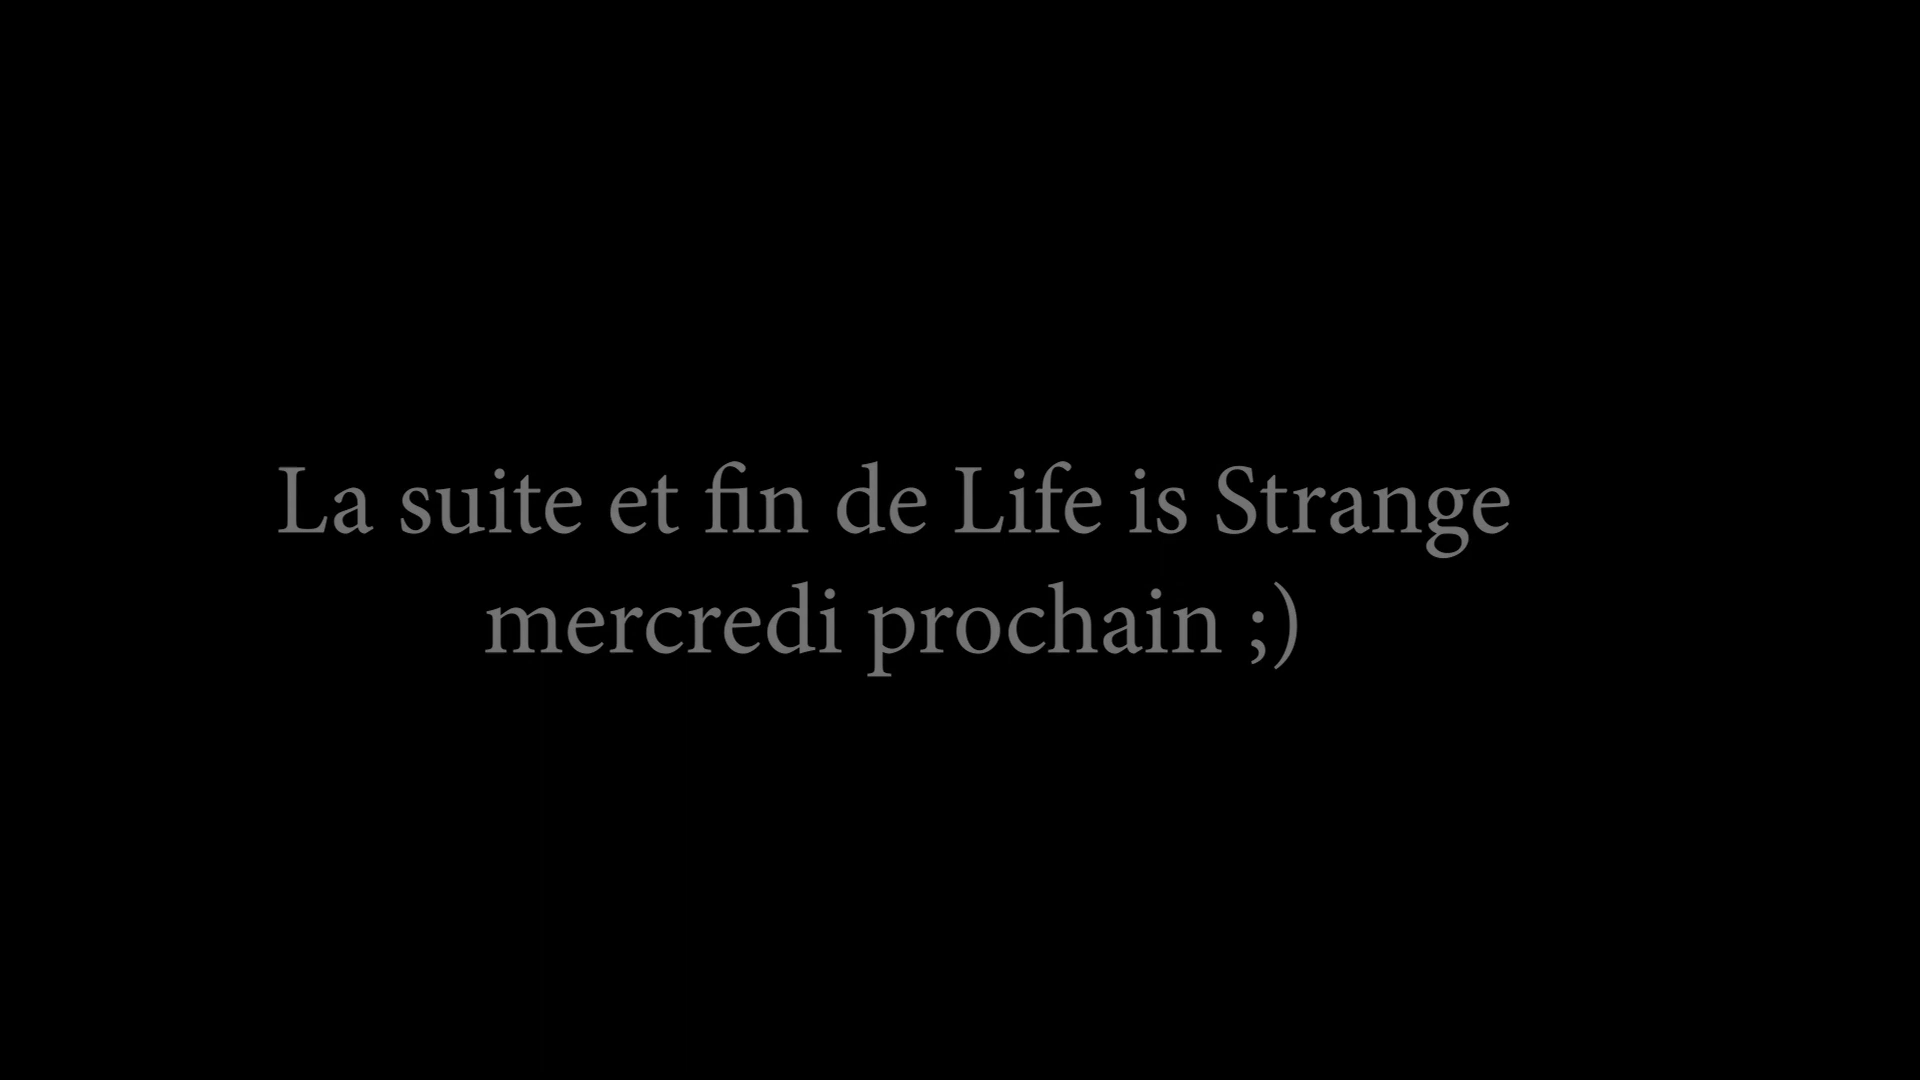 La suite et fin de Life is Strange
mercredi prochain ;)